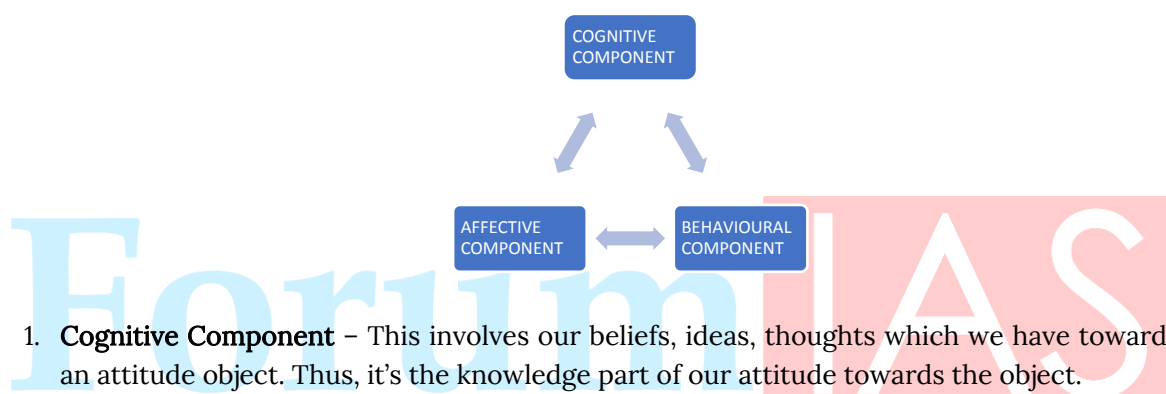 COGNITIVE
COMPONENT
AFFECTIVE
COMPONENT
BEHAVIOURAL
COMPONENT
ForumIAS
1. Cognitive Component – This involves our beliefs, ideas, thoughts which we have toward
an attitude object. Thus, it's the knowledge part of our attitude towards the object.